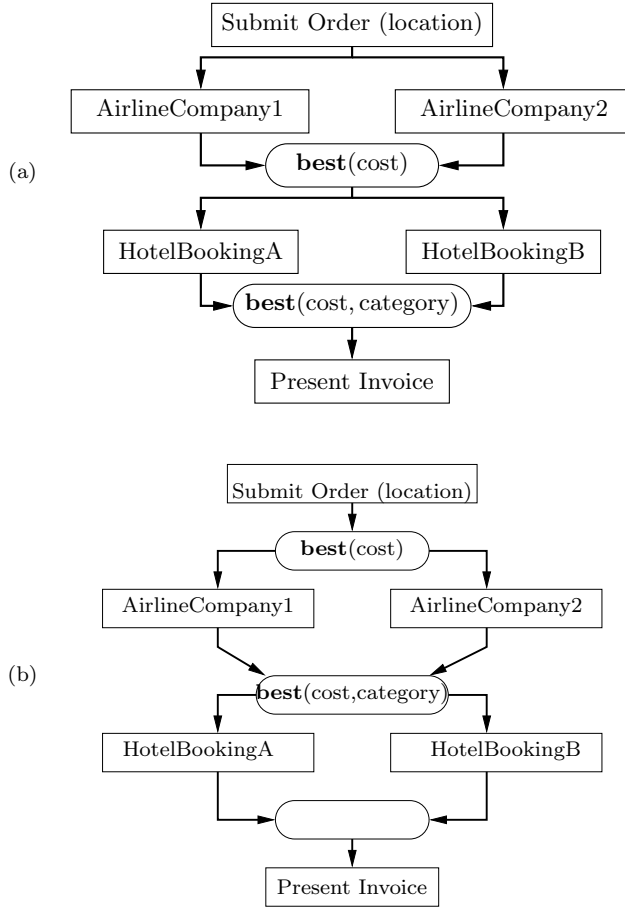 Submit Order (location)
AirlineCompany1
AirlineCompany2
best(cost)
(a)
HotelBookingA
HotelBookingB
best(cost, category)
Present Invoice
Submit Order (location)
best(cost)
AirlineCompany1
AirlineCompany2
(b)
best(cost,category)
HotelBookingA
HotelBookingB
Present Invoice